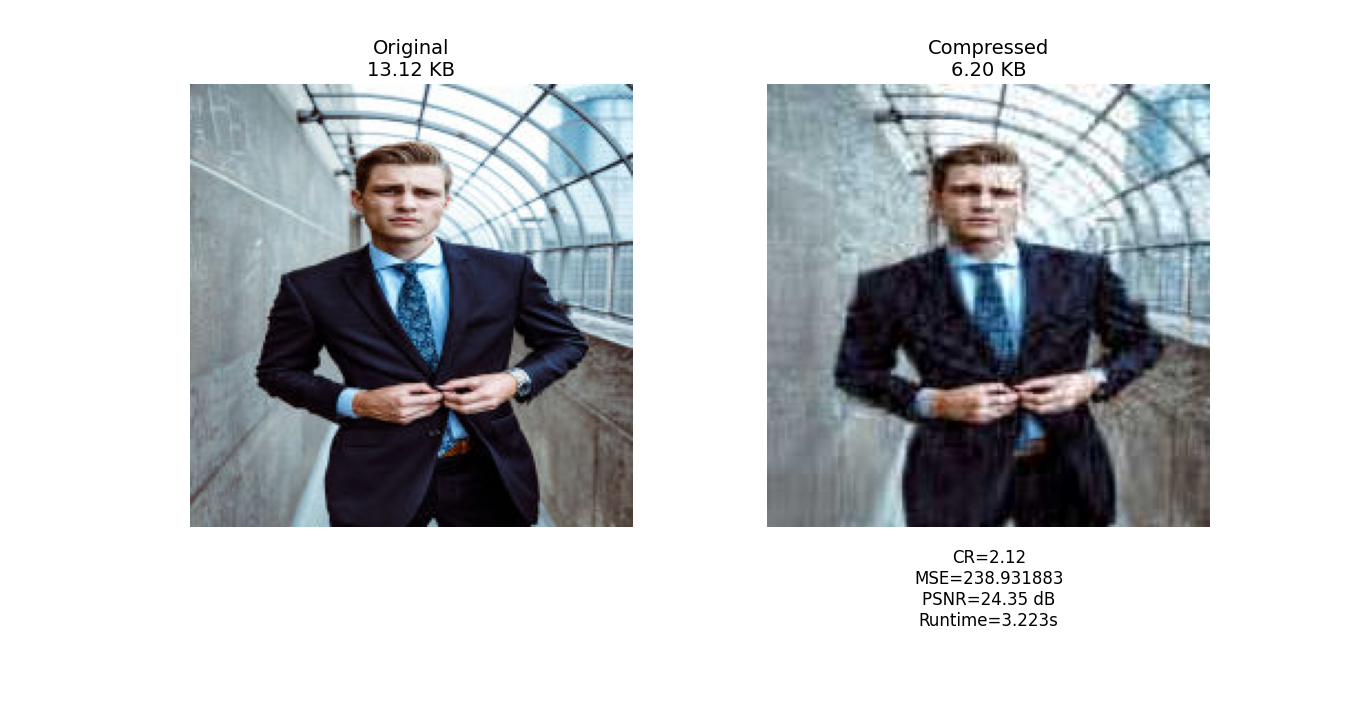 Original
13.12 KB
Compressed
6.20 KB
CR=2.12
MSE=238.931883
PSNR=24.35 dB
Runtime=3.223s